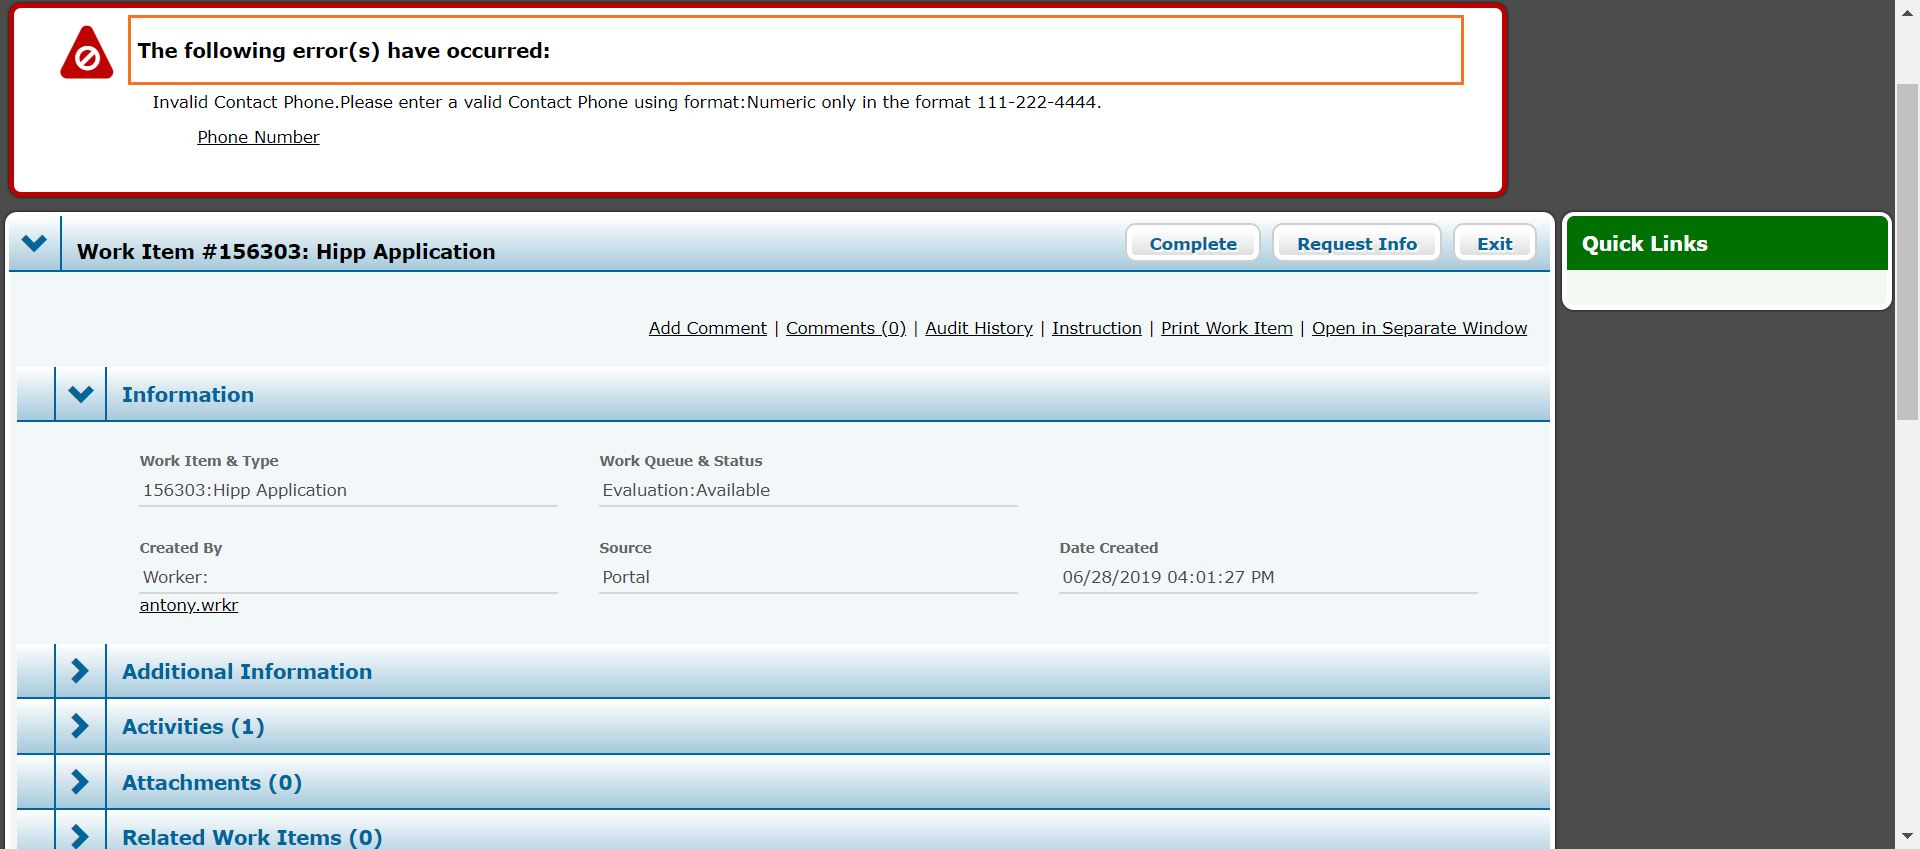 The following error(s) have occurred:
Invalid Contact Phone.Please enter a valid Contact Phone using format:Numeric only in the format 111-222-4444.
Phone Number
Work Item #156303: Hipp Application
Complete
Request Info
Exit
Quick Links
Add Comment | Comments (0) | Audit History | Instruction | Print Work Item | Open in Separate Window
Information
Work Item & Type
Work Queue & Status
156303:Hipp Application
Evaluation:Available
Created By
Source
Date Created
Worker:
Portal
06/28/2019 04:01:27 PM
antony.wrkr
Additional Information
Activities (1)
Attachments (0)
Related Work Items (0)